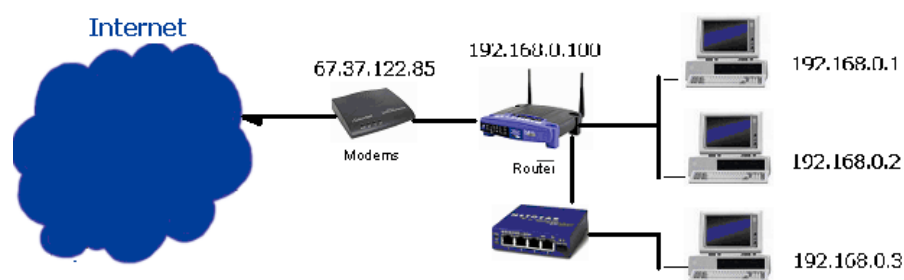 Internet
67.37.122.85
192.168.0.100
192.168.0.1
Modems
Router
192.168.0.2
NETGEAR
192.168.0.3